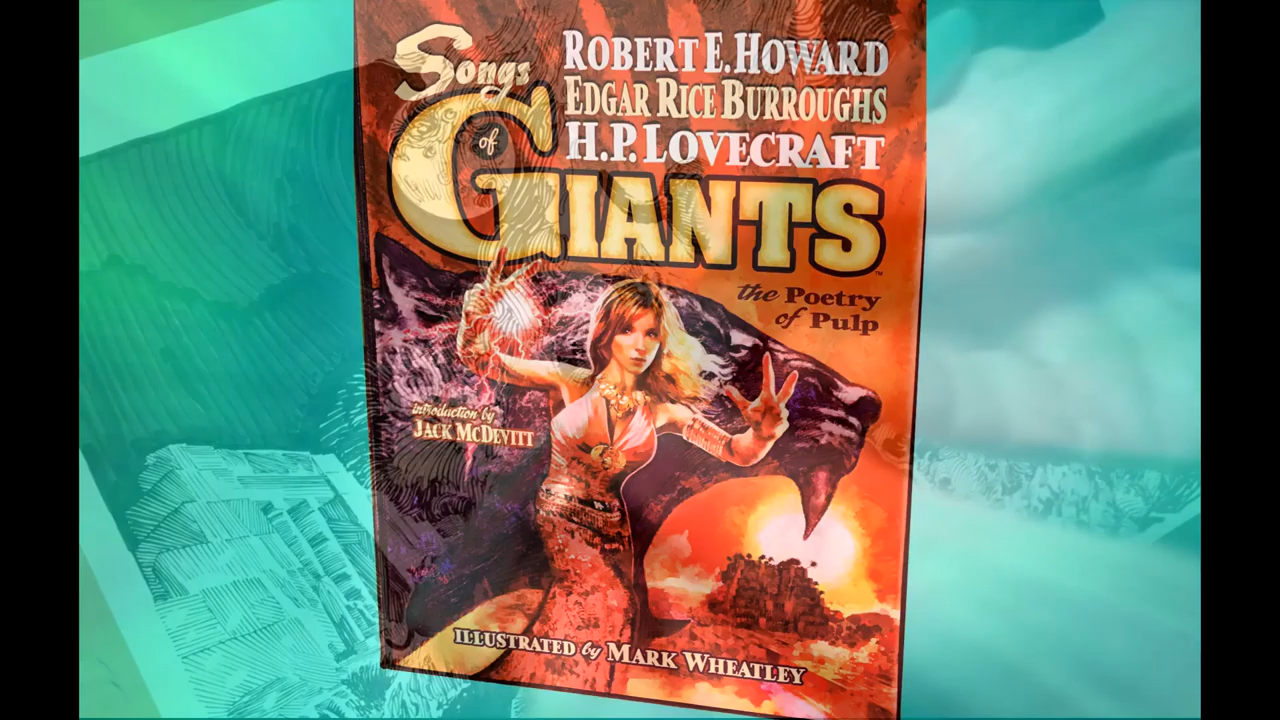 Songs
of
GIANTS
ROBERT E. HOWARD
EDGAR RICE BURROUGHS
H.P. LOVECRAFT
the Poetry
of Pulp
introduction by
JACK MCDEVITT
ILLUSTRATED by MARK WHEATLEY